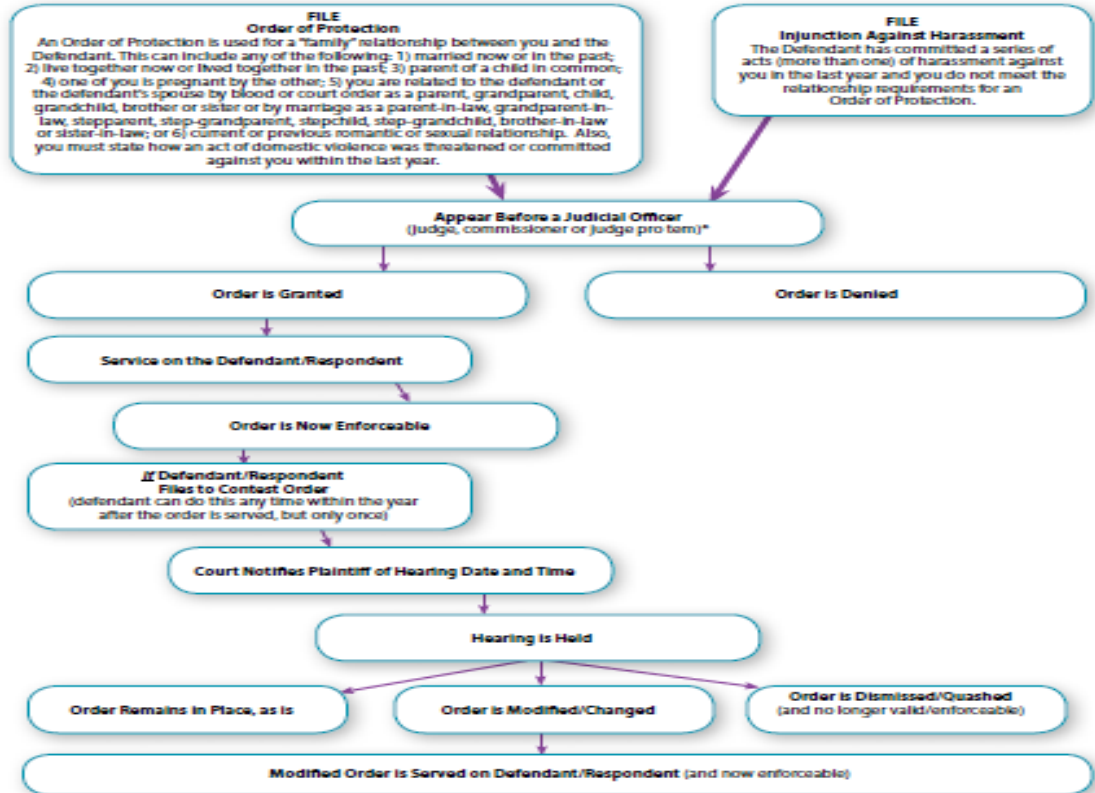 FILE
Order of Protection
An Order of Protection is used for a "family" relationship between you and the
Defendant. This can include any of the following: 1) married now or in the past;
2) live together now or lived together in the past; 3) parent of a child in common;
4) one of you is pregnant by the other; 5) you are related to the defendant or
the defendant's spouse by blood or court order as a parent, grandparent, child,
grandchild, brother or sister or by marriage as a parent-in-law, grandparent-in-
law, stepparent, step-grandparent, stepchild, step-grandchild, brother-in-law
or sister-in-law; or 6) current or previous romantic or sexual relationship. Also,
you must state how an act of domestic violence was threatened or committed
against you within the last year.
FILE
Injunction Against Harassment
The Defendant has committed a series of
acts (more than one) of harassment against
you in the last year and you do not meet the
relationship requirements for an
Order of Protection.
Appear Before a Judicial Officer
(judge, commissioner or judge pro tem)*
Order is Granted
Order is Denied
Service on the Defendant/Respondent
Order is Now Enforceable
If Defendant/Respondent
Files to Contest Order
(defendant can do this any time within the year
after the order is served, but only once)
Court Notifies Plaintiff of Hearing Date and Time
Hearing is Held
Order Remains in Place, as is
Order is Modified/Changed
Order is Dismissed/Quashed
(and no longer valid/enforceable)
Modified Order is Served on Defendant/Respondent (and now enforceable)